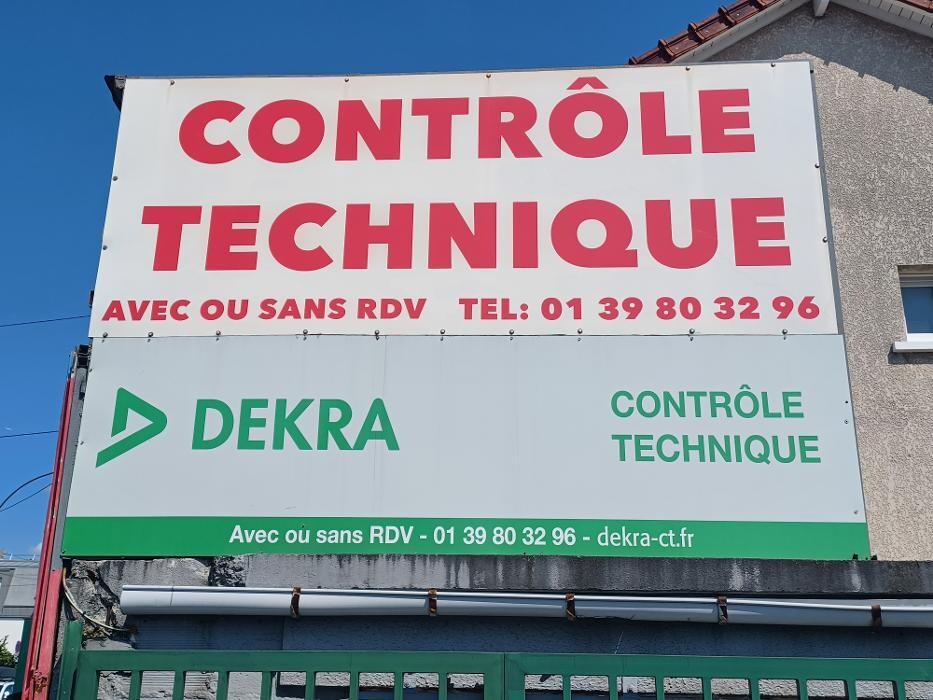 CONTRÔLE
TECHNIQUE
AVEC OU SANS RDV TEL: 01 39 80 32 96
DEKRA
CONTRÔLE
TECHNIQUE
Avec ou sans RDV - 01 39 80 32 96 - dekra-ct.fr